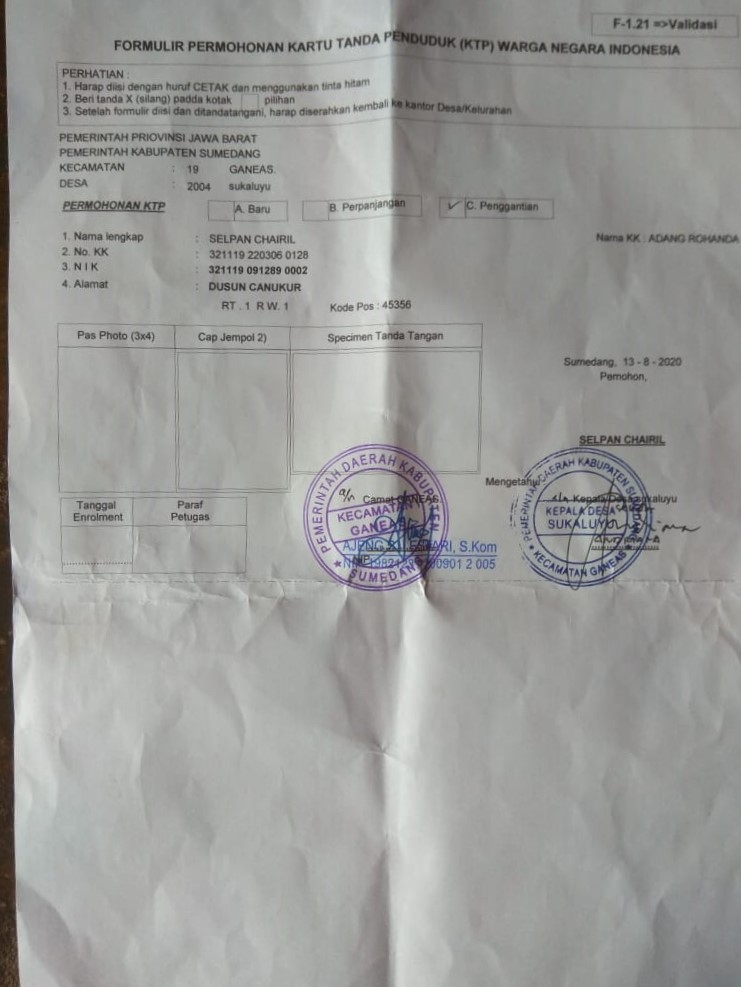 F-1.21 =>Validasi
FORMULIR PERMOHONAN KARTU TANDA PENDUDUK (KTP) WARGA NEGARA INDONESIA
PERHATIAN :
1. Harap diisi dengan huruf CETAK dan menggunakan tinta hitam
2. Beri tanda X (silang) padda kotak pilihan
3. Setelah formulir diisi dan ditandatangani, harap diserahkan kembali ke kantor Desa/Kelurahan
PEMERINTAH PRIOVINSI JAWA BARAT
PEMERINTAH KABUPATEN SUMEDANG
KECAMATAN : 19 GANEAS.
DESA : 2004 sukaluyu
PERMOHONAN KTP A. Baru B. Perpanjangan ✓ C. Penggantian
1. Nama lengkap : SELPAN CHAIRIL Nama KK : ADANG ROHANDA
2. No. KK : 321119 220306 0128
3. N I K : 321119 091289 0002
4. Alamat : DUSUN CANUKUR
RT . 1 RW. 1 Kode Pos : 45356
Pas Photo (3x4) Cap Jempol 2) Specimen Tanda Tangan
Sumedang, 13 - 8 - 2020
Pemohon,
SELPAN CHAIRIL
Mengetahui
a/n Camat GANEAS.
a/n Kepala Desa sukaluyu
Tanggal Enrolment
Paraf Petugas
PEMERINTAH DAERAH KABUPATEN
KECAMATAN
GANEAS
SUMEDANG
S.Kom
NIP
2 005
PEMERINTAH DAERAH KABUPATEN SUMEDANG
KEPALA DESA
SUKALUYU
KECAMATAN GANEAS